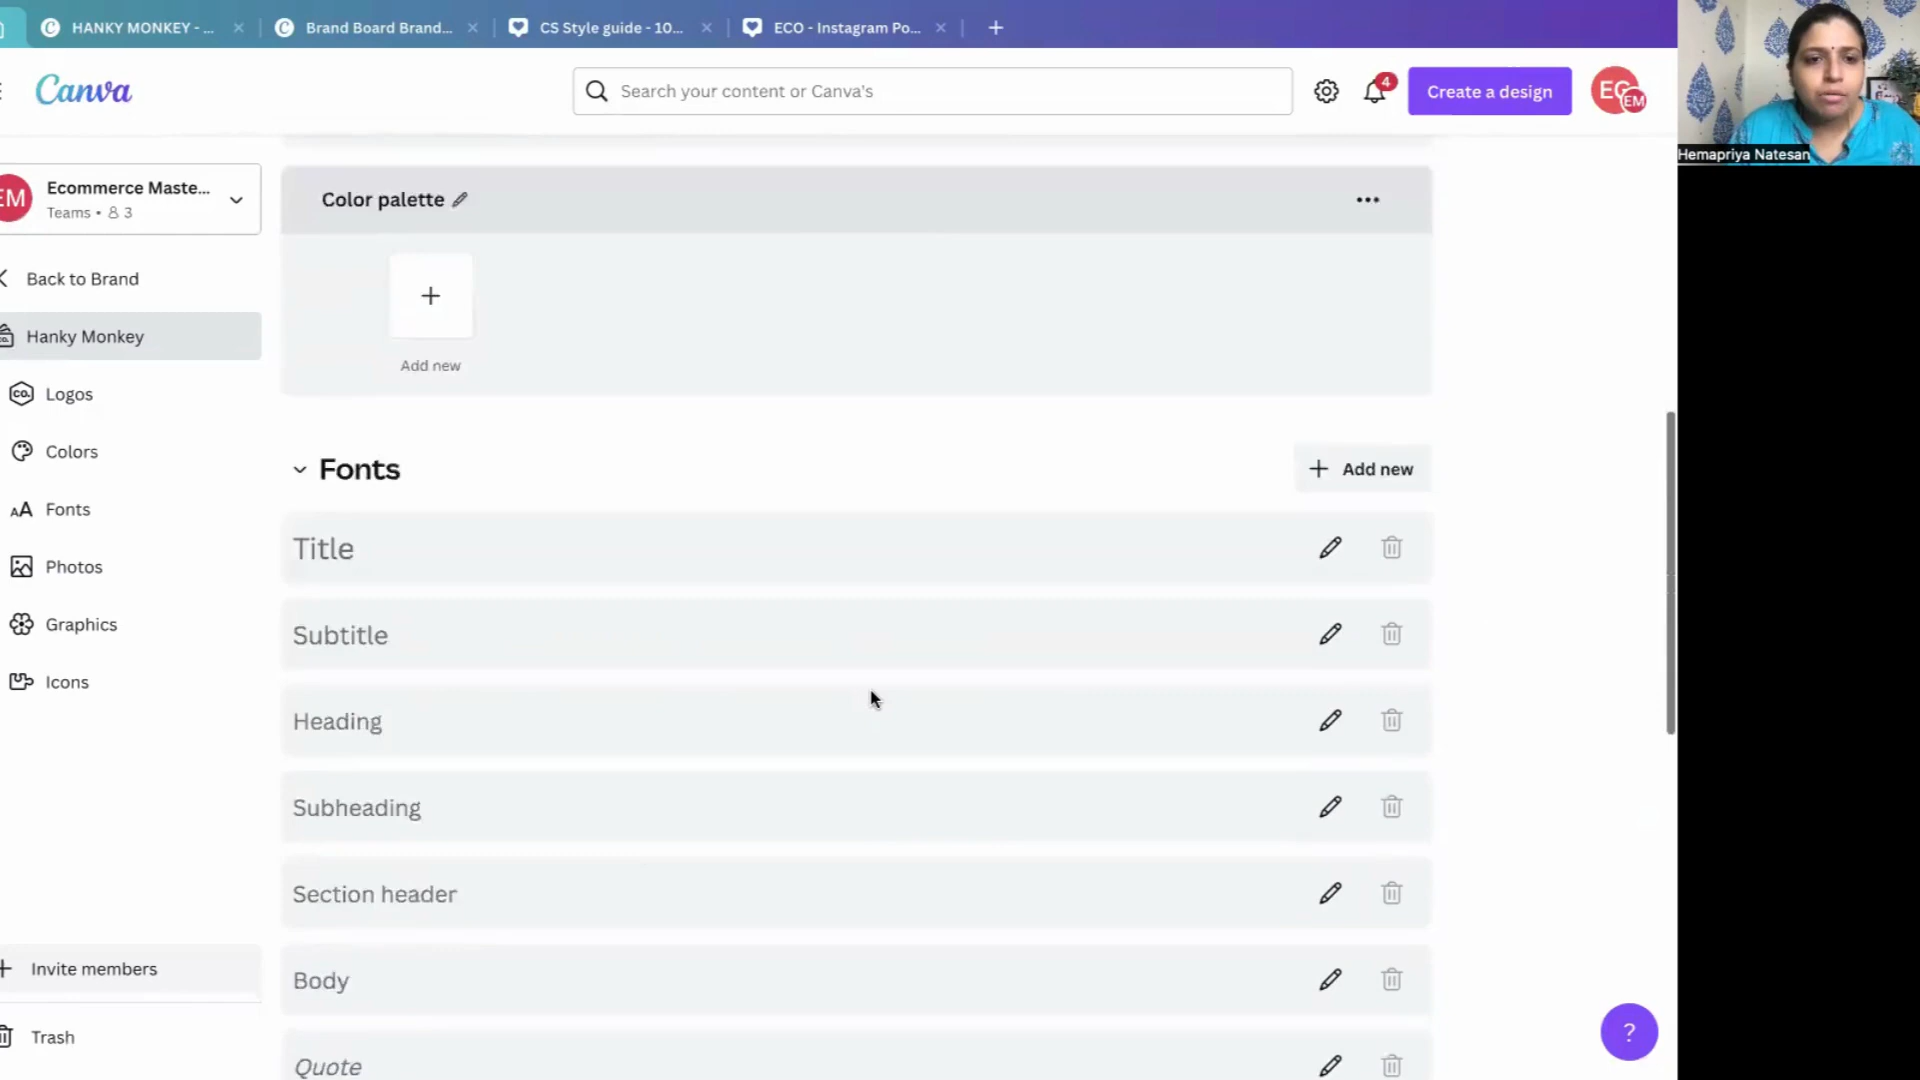 HANKY MONKEY - ...
Brand Board Brand...
CS Style guide - 10...
ECO - Instagram Po...
Canva
Search your content or Canva's
4
Create a design
EM
Hemapriya Natesan
EM
Ecommerce Maste...
Teams • 3
Back to Brand
Hanky Monkey
CO. Logos
Colors
Fonts
Photos
Graphics
Icons
Invite members
Trash
Color palette
Add new
Fonts
Add new
Title
Subtitle
Heading
Subheading
Section header
Body
Quote
?